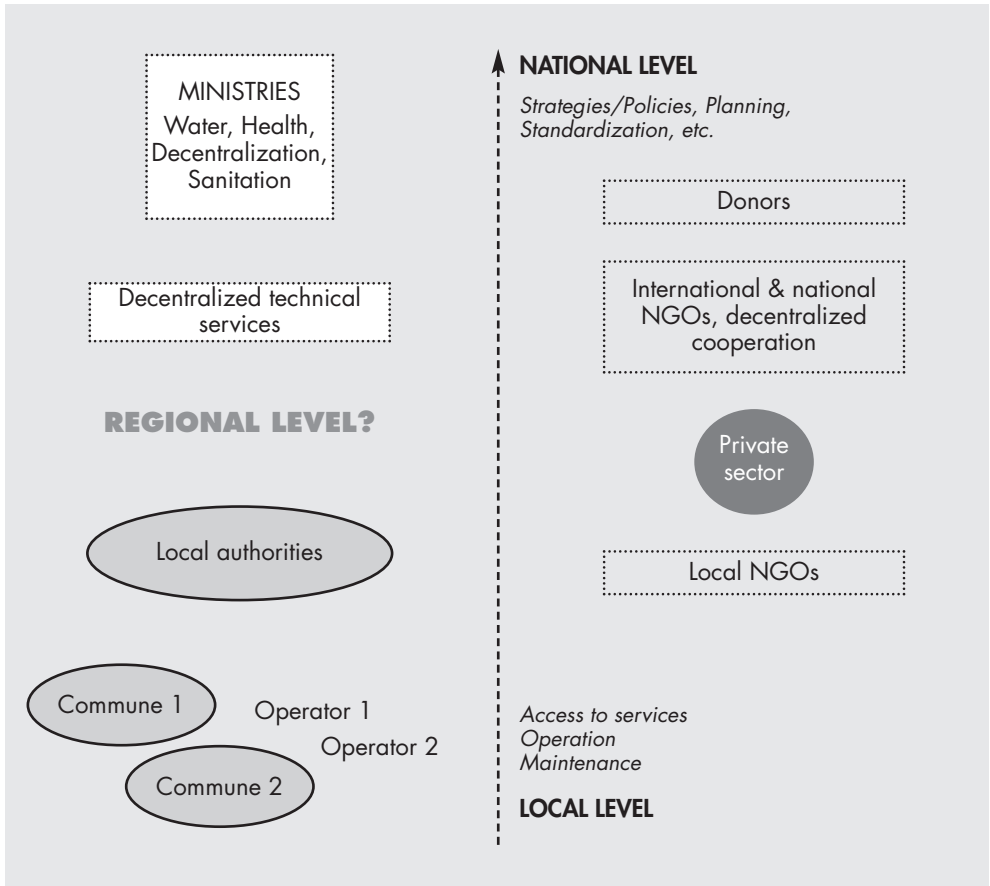 MINISTRIES
Water, Health,
Decentralization,
Sanitation
Decentralized technical
services
REGIONAL LEVEL?
Local authorities
Commune 1
Operator 1
Operator 2
Commune 2
NATIONAL LEVEL
Strategies/Policies, Planning,
Standardization, etc.
Donors
International & national
NGOs, decentralized
cooperation
Private
sector
Local NGOs
Access to services
Operation
Maintenance
LOCAL LEVEL